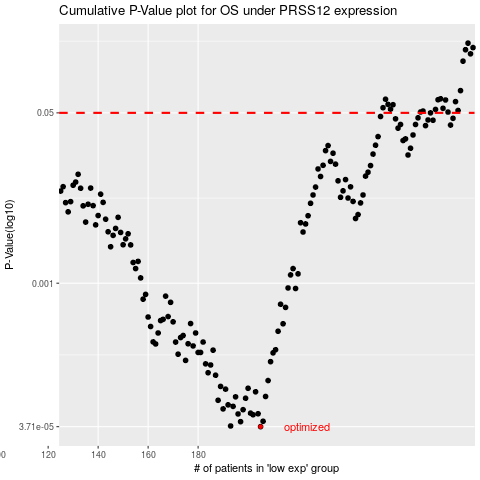 Cumulative P-Value plot for OS under PRSS12 expression
0.05
0.001
3.71e-05
optimized
P-Value(log10)
00 120 140 160 180
# of patients in 'low exp' group